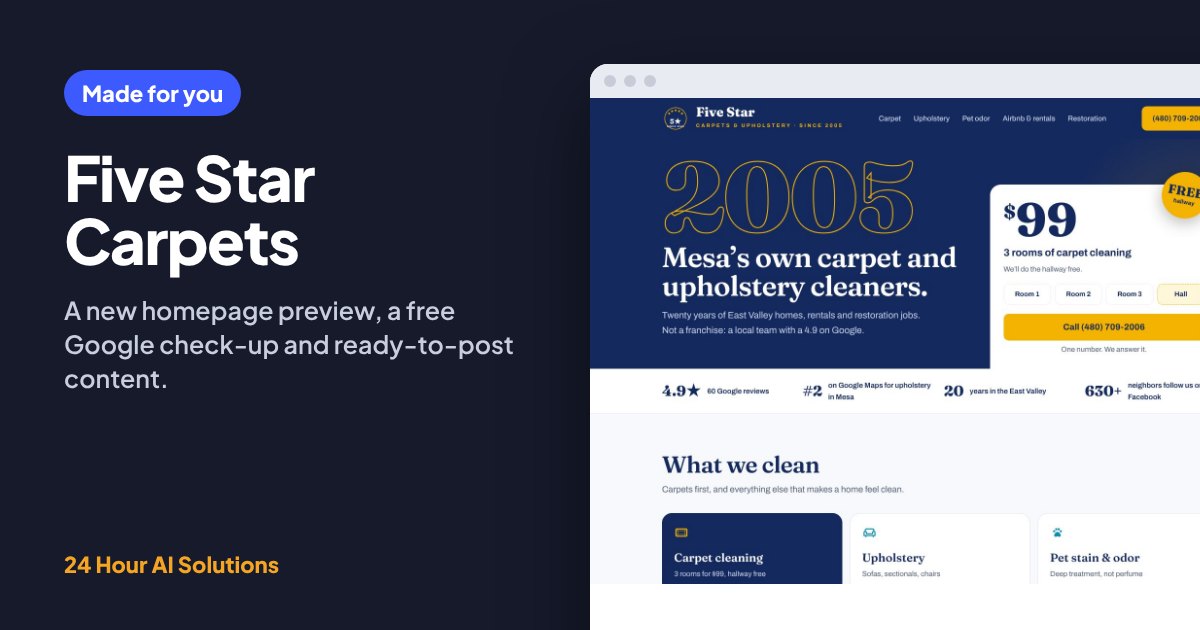 Made for you
Five Star
Carpets
A new homepage preview, a free
Google check-up and ready-to-post
content.
24 Hour AI Solutions
Five Star
CARPETS & UPHOLSTERY · SINCE 2005
Carpet
Upholstery
Pet odor
Airbnb & rentals
Restoration
(480) 709-200
2005
Mesa’s own carpet and
upholstery cleaners.
Twenty years of East Valley homes, rentals and restoration jobs.
Not a franchise: a local team with a 4.9 on Google.
FREE
hallway
$99
3 rooms of carpet cleaning
We'll do the hallway free.
Room 1
Room 2
Room 3
Hall
Call (480) 709-2006
One number. We answer it.
4.9★ 60 Google reviews
#2 on Google Maps for upholstery
in Mesa
20 years in the East Valley
630+ neighbors follow us on
Facebook
What we clean
Carpets first, and everything else that makes a home feel clean.
Carpet cleaning
3 rooms for $99, hallway free
Upholstery
Sofas, sectionals, chairs
Pet stain & odor
Deep treatment, not perfume